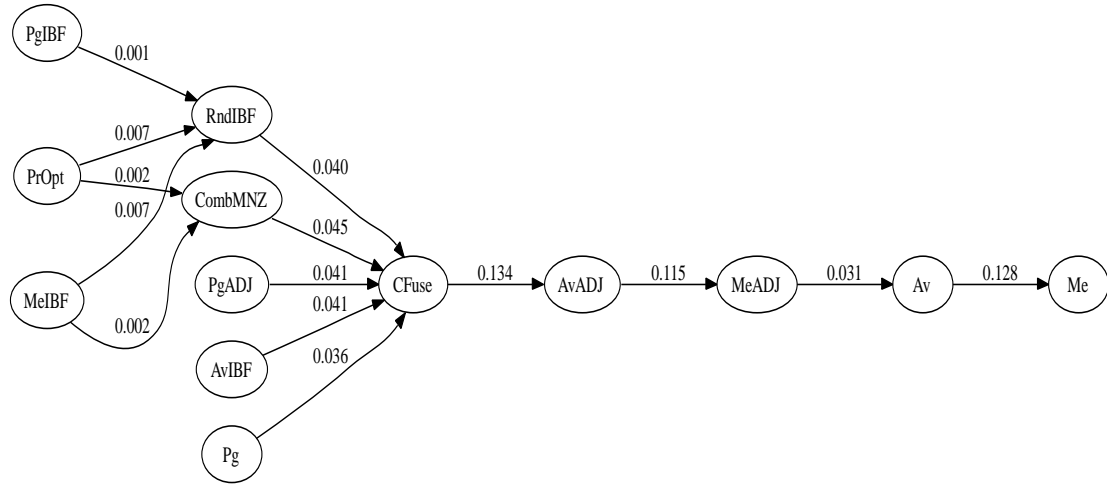 PgIBF
0.001
RndIBF
0.007
PrOpt
0.002
0.040
CombMNZ
0.007
0.045
PgADJ
0.041
CFuse
0.134
AvADJ
0.115
MeADJ
0.031
Av
0.128
Me
MeIBF
0.002
0.041
AvIBF
0.036
Pg